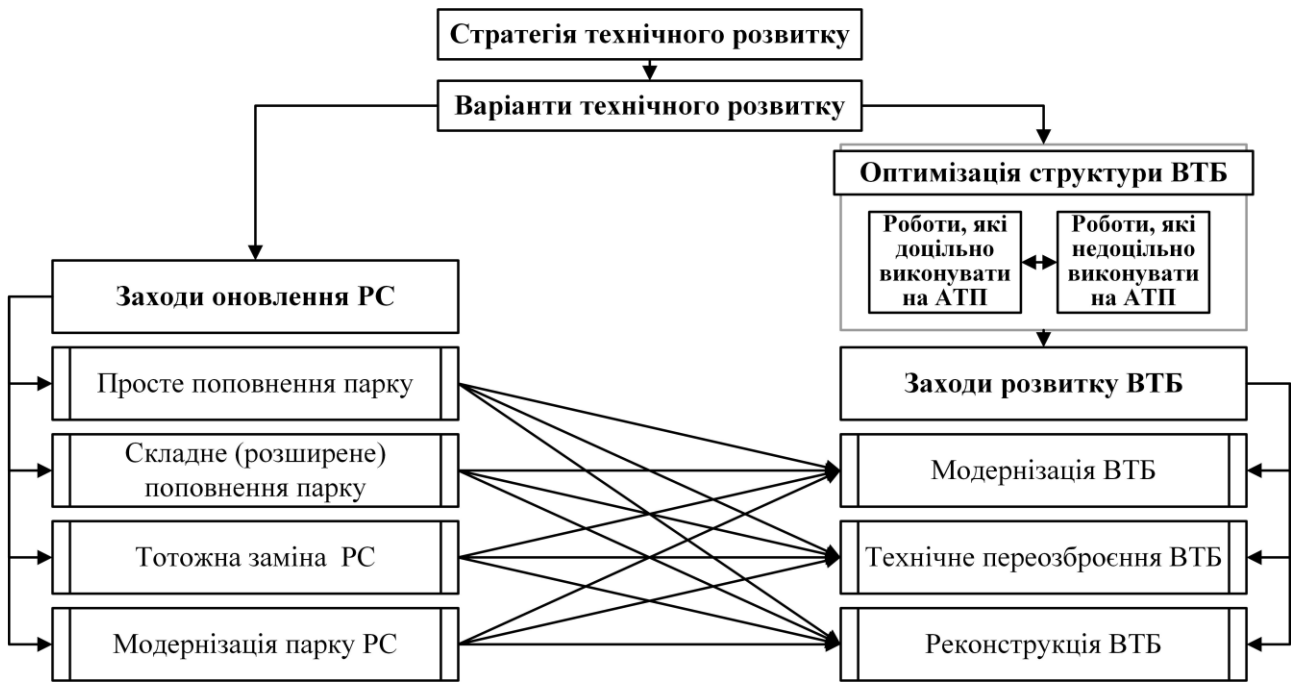 Стратегія технічного розвитку
Варіанти технічного розвитку
Оптимізація структури ВТБ
Роботи, які
доцільно
виконувати
на АТП
Роботи, які
недоцільно
виконувати
на АТП
Заходи оновлення РС
Просте поповнення парку
Складне (розширене)
поповнення парку
Тотожна заміна РС
Модернізація парку РС
Заходи розвитку ВТБ
Модернізація ВТБ
Технічне переозброєння ВТБ
Реконструкція ВТБ